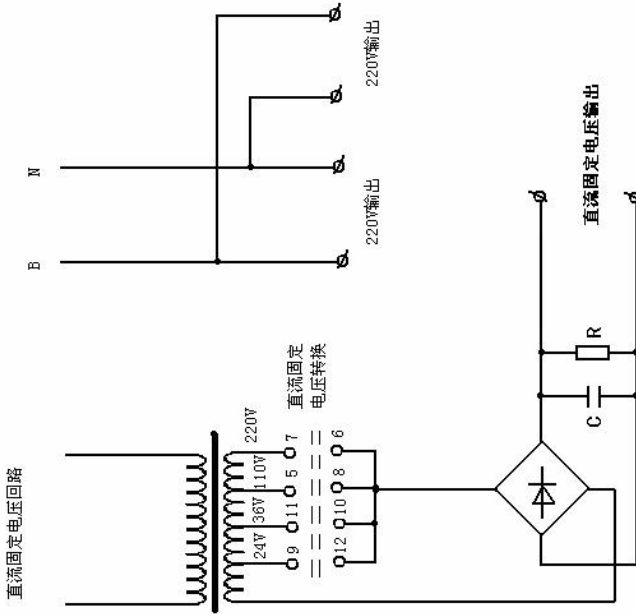 N
B
220V输出
220V输出
直流固定电压输出
直流固定电压回路
直流固定
电压转换
220V
110V
36V
24V
7
5
11
9
6
8
10
12
C
R